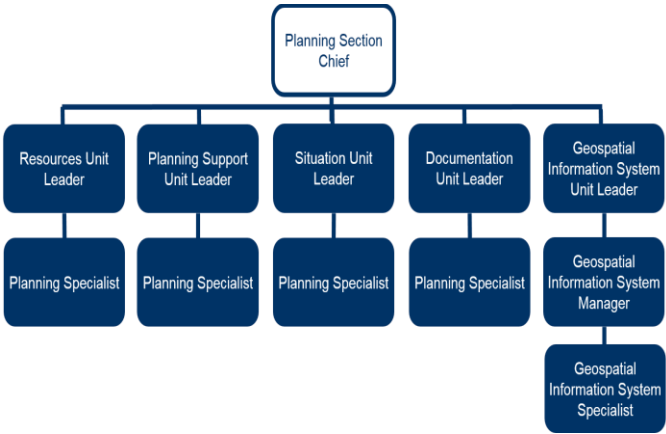 Planning Section
Chief
Resources Unit
Leader
Planning Support
Unit Leader
Situation Unit
Leader
Documentation
Unit Leader
Geospatial
Information System
Unit Leader
Planning Specialist
Planning Specialist
Planning Specialist
Planning Specialist
Geospatial
Information System
Manager
Geospatial
Information System
Specialist